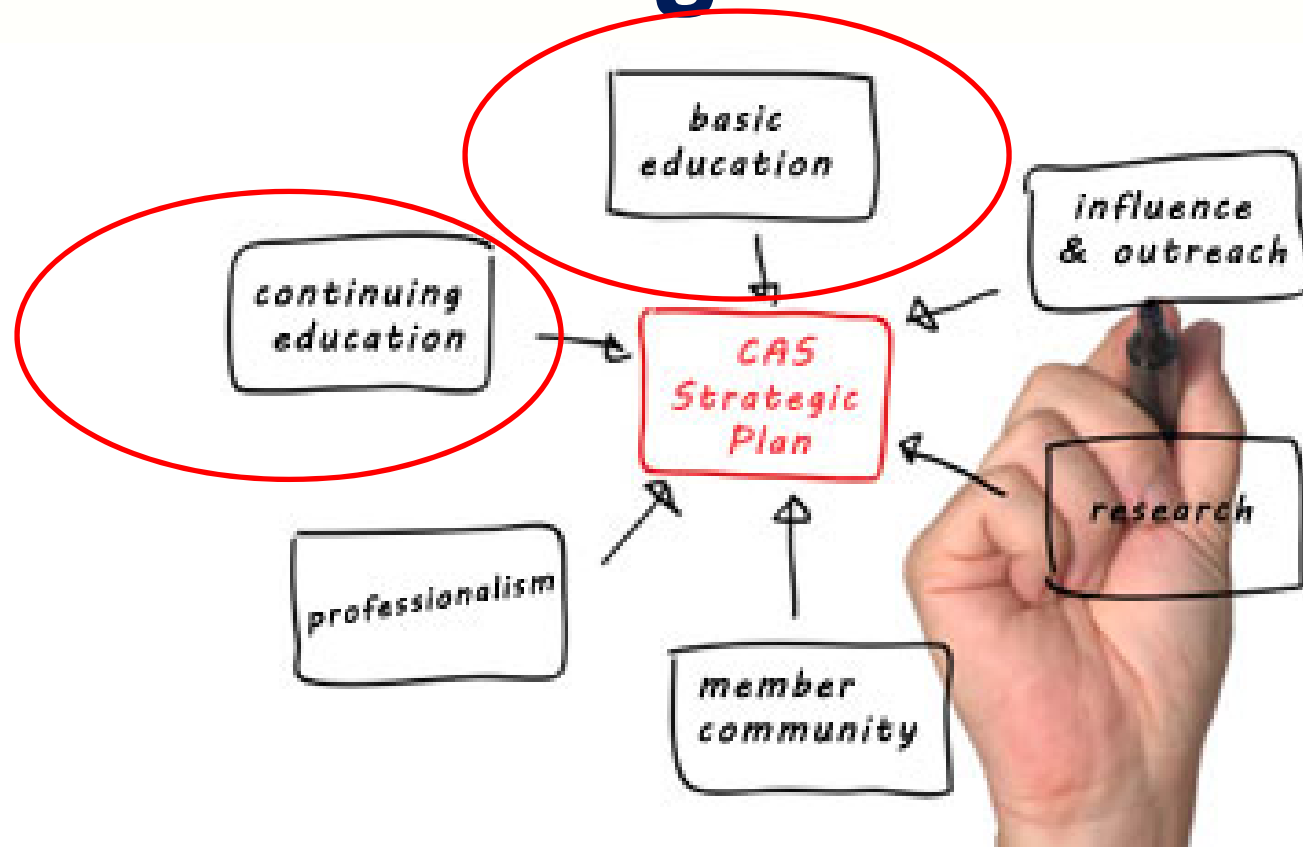 basic
education
influence
& outreach
continuing
education
CAS
Strategic
Plan
research
professionalism
member
community